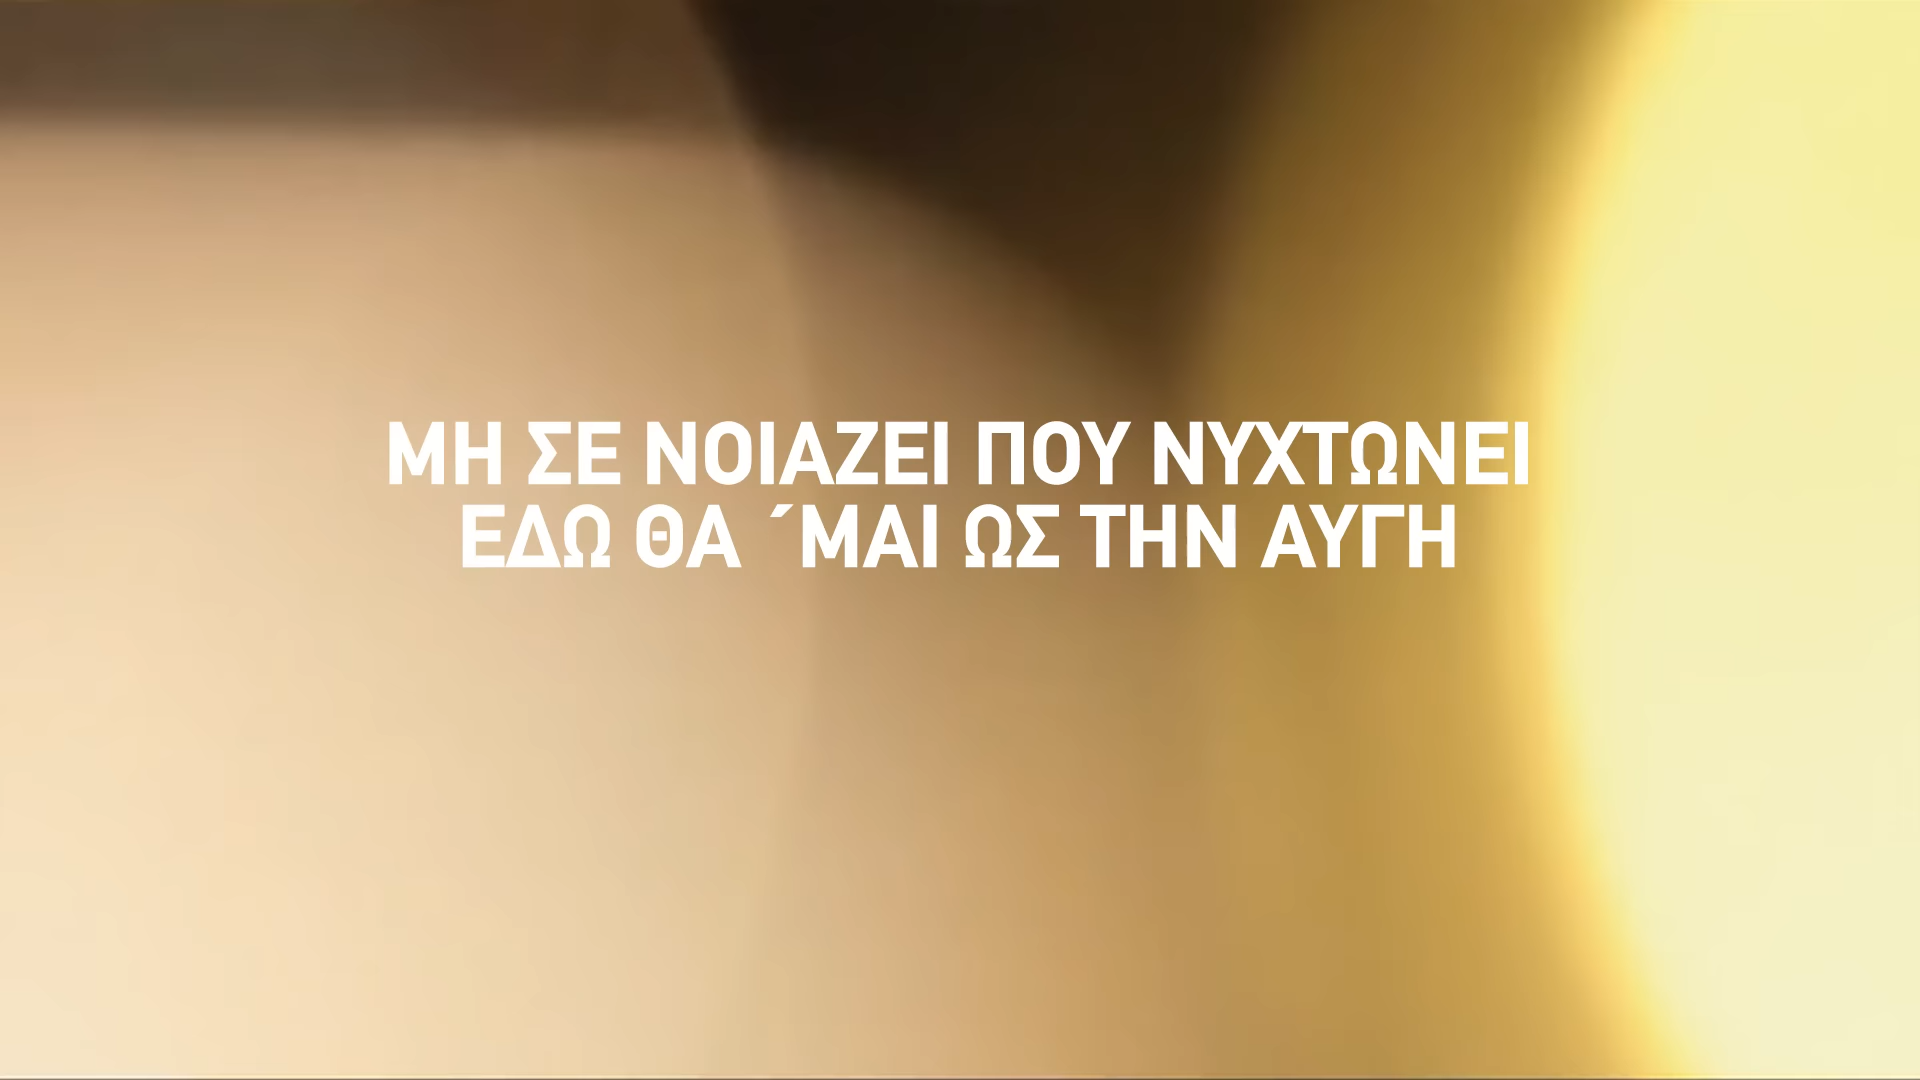 ΜΗ ΣΕ ΝΟΙΑΖΕΙ ΠΟΥ ΝΥΧΤΩΝΕΙ
ΕΔΩ ΘΑ ΄ΜΑΙ ΩΣ ΤΗΝ ΑΥΓΗ